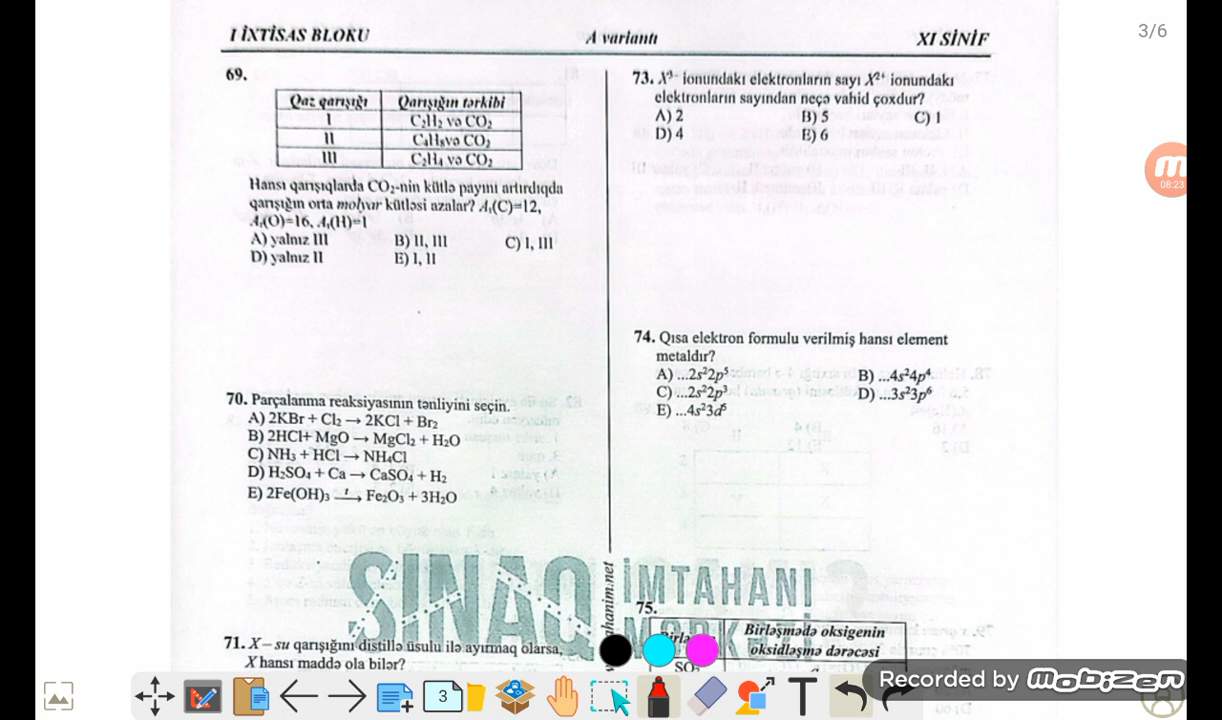 I İXTİSAS BLOKU
A variantı
XI SİNİF
3/6
69.
Qaz qarışığı Qarışığın tərkibi
I C₂H₂ və CO₂
II C₄H₈və CO₂
III C₂H₄ və CO₂
Hansı qarışıqlarda CO₂-nin kütlə payını artırdıqda
qarışığın orta molyar kütləsi azalar? Aᵣ(C)=12,
Aᵣ(O)=16, Aᵣ(H)=1
A) yalnız III B) II, III C) I, III
D) yalnız II E) I, II
70. Parçalanma reaksiyasının tənliyini seçin.
A) 2KBr + Cl₂ → 2KCl + Br₂
B) 2HCl+ MgO → MgCl₂ + H₂O
C) NH₃ + HCl → NH₄Cl
D) H₂SO₄ + Ca → CaSO₄ + H₂
E) 2Fe(OH)₃ —t→ Fe₂O₃ + 3H₂O
71. X – su qarışığını distillə üsulu ilə ayırmaq olarsa,
X hansı maddə ola bilər?
73. X³⁻ ionundakı elektronların sayı X²⁺ ionundakı
elektronların sayından neçə vahid çoxdur?
A) 2 B) 5 C) 1
D) 4 E) 6
74. Qısa elektron formulu verilmiş hansı element
metaldır?
A) ...2s²2p⁵ B) ...4s²4p⁴
C) ...2s²2p³ D) ...3s²3p⁶
E) ...4s²3d⁵
75.
Birləşmədə oksigenin
oksidləşmə dərəcəsi
SINAQ İMTAHANI
08:23
3
T
Recorded by MOBIZEN